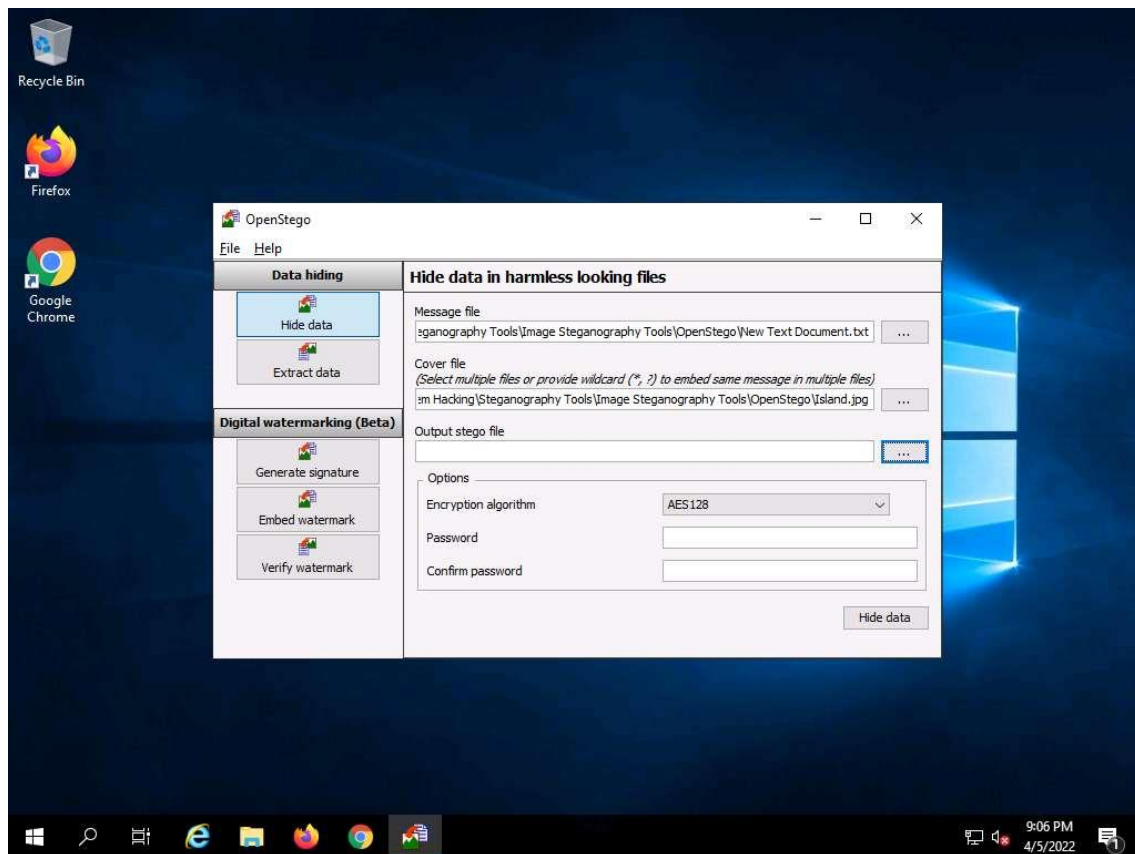 Recycle Bin
Firefox
Google
Chrome
OpenStego
File Help
Data hiding
Hide data
Extract data
Digital watermarking (Beta)
Generate signature
Embed watermark
Verify watermark
Hide data in harmless looking files
Message file
eganography Tools\Image Steganography Tools\OpenStego\New Text Document.txt
...
Cover file
(Select multiple files or provide wildcard (*, ?) to embed same message in multiple files)
em Hacking\Steganography Tools\Image Steganography Tools\OpenStego\Island.jpg
...
Output stego file
...
Options
Encryption algorithm
AES128
Password
Confirm password
Hide data
9:06 PM
4/5/2022
1